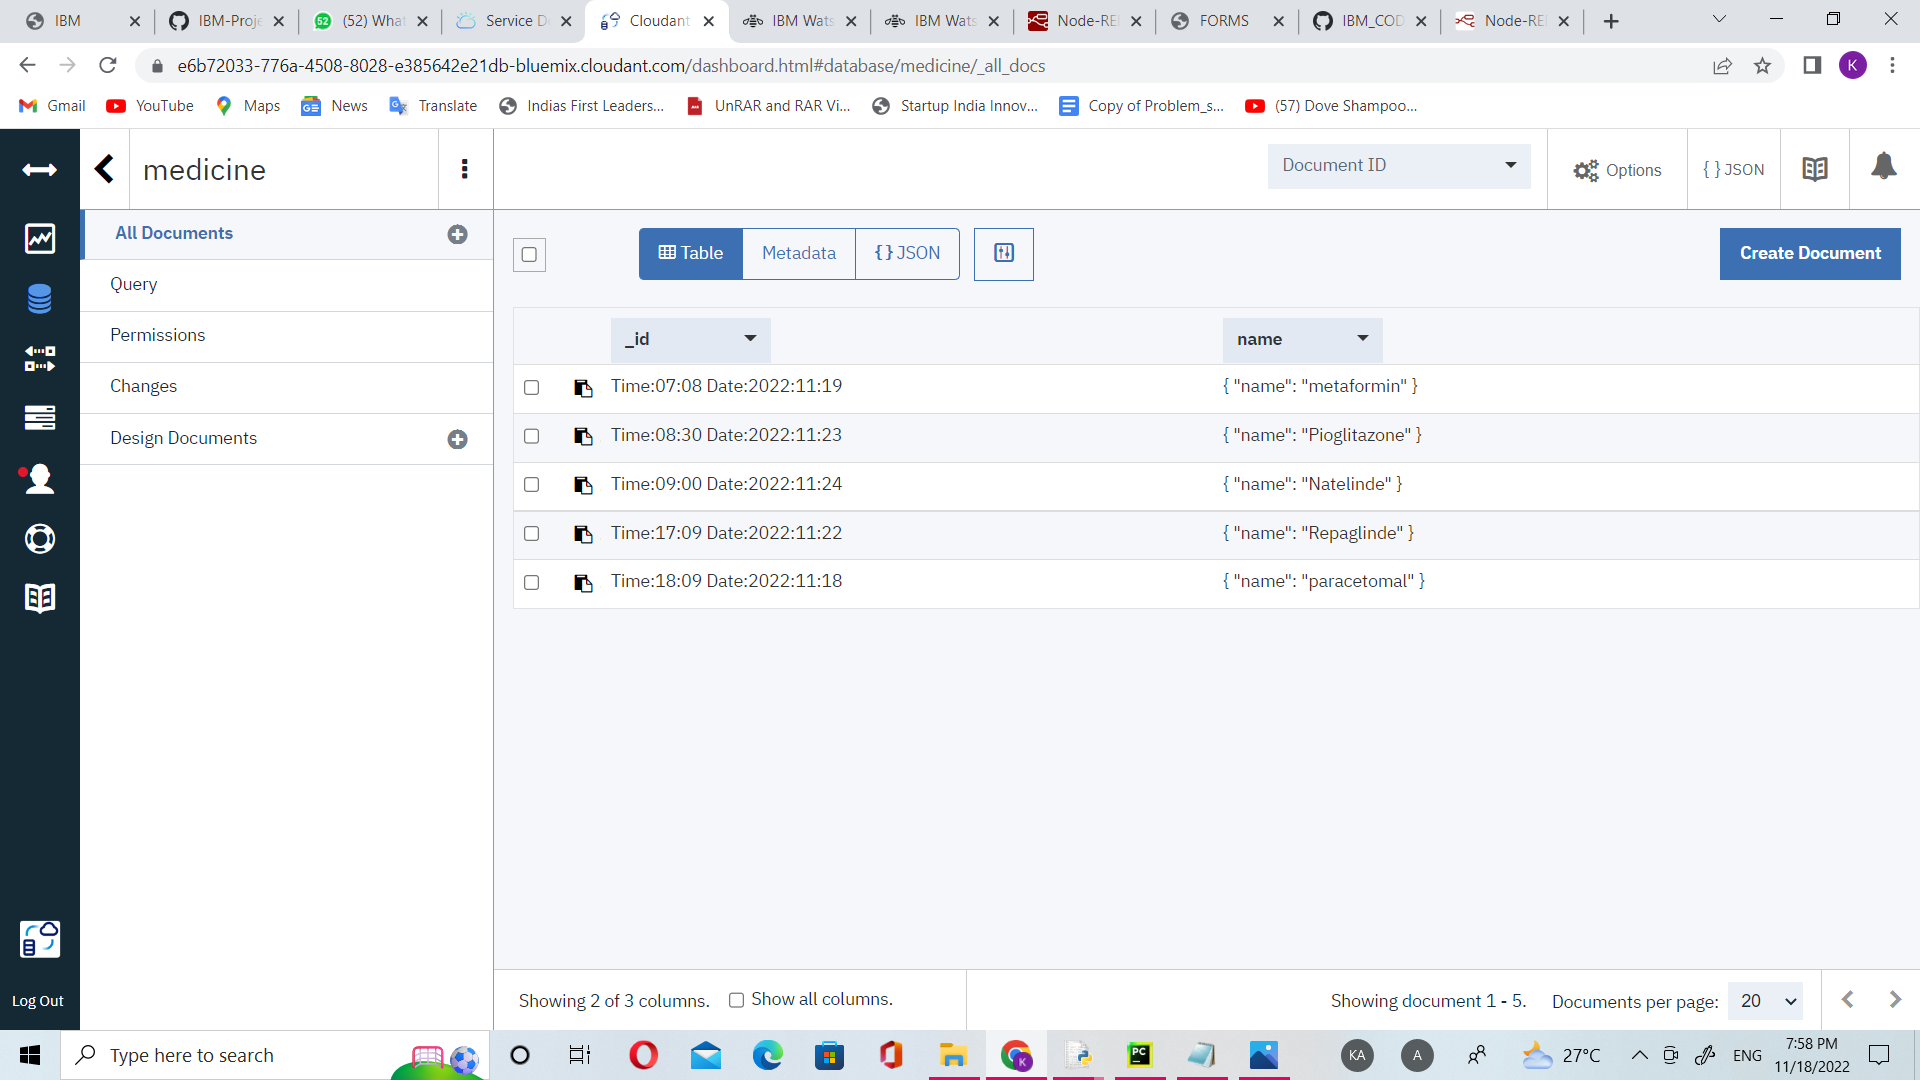 IBM
IBM-Proje
(52) What
Service De
Cloudant
IBM Wats
IBM Wats
Node-RE
FORMS
IBM_COD
Node-RE
e6b72033-776a-4508-8028-e385642e21db-bluemix.cloudant.com/dashboard.html#database/medicine/_all_docs
K
Gmail
YouTube
Maps
News
Translate
Indias First Leaders...
UnRAR and RAR Vi...
Startup India Innov...
Copy of Problem_s...
(57) Dove Shampoo...
medicine
Document ID
Options
{ } JSON
All Documents
Query
Permissions
Changes
Design Documents
Table
Metadata
{ } JSON
Create Document
_id
name
Time:07:08 Date:2022:11:19
{ "name": "metaformin" }
Time:08:30 Date:2022:11:23
{ "name": "Pioglitazone" }
Time:09:00 Date:2022:11:24
{ "name": "Natelinde" }
Time:17:09 Date:2022:11:22
{ "name": "Repaglinde" }
Time:18:09 Date:2022:11:18
{ "name": "paracetomal" }
Log Out
Showing 2 of 3 columns.
Show all columns.
Showing document 1 - 5.
Documents per page:
20
Type here to search
PC
KA
A
27°C
ENG
7:58 PM
11/18/2022